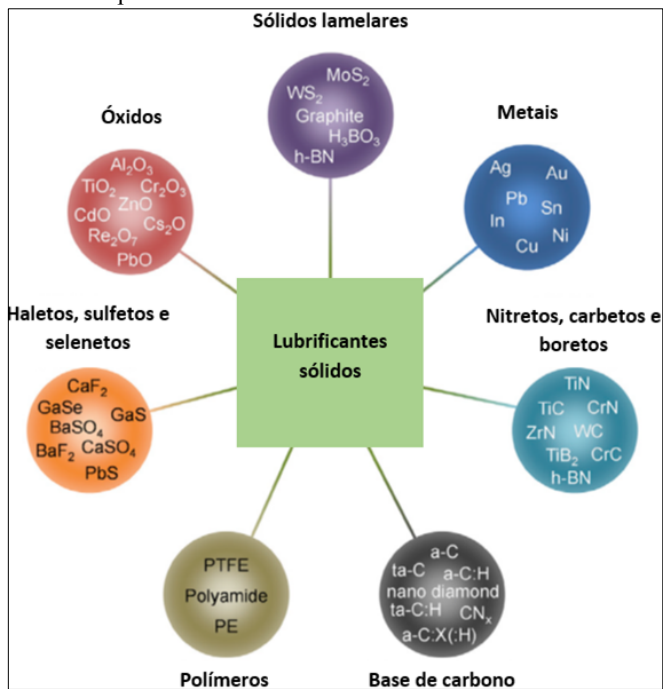 Sólidos lamelares
MoS₂
WS₂
Graphite
H₃BO₃
h-BN
Óxidos
Al₂O₃
TiO₂ Cr₂O₃
ZnO
CdO Cs₂O
Re₂O₇
PbO
Metais
Ag Au
Pb
Sn
In
Ni
Cu
Lubrificantes
sólidos
Haletos, sulfetos e
selenetos
CaF₂
GaSe GaS
BaSO₄
BaF₂ CaSO₄
PbS
Nitretos, carbetos e
boretos
TiN
TiC CrN
ZrN WC
TiB₂ CrC
h-BN
PTFE
Polyamide
PE
Polímeros
a-C
ta-C a-C:H
nano diamond
ta-C:H CNₓ
a-C:X(:H)
Base de carbono